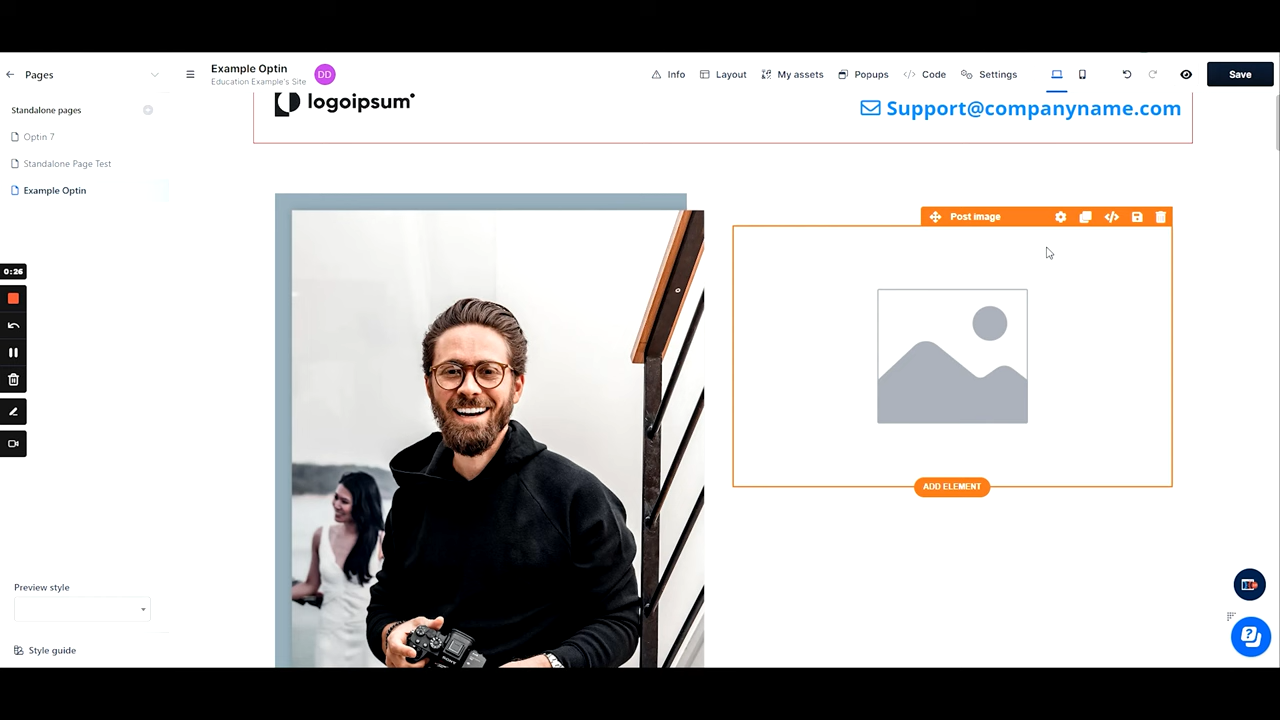 Pages
Example Optin
Education Example's Site
DD
Info
Layout
My assets
Popups
</> Code
Settings
Save
Standalone pages
Optin 7
Standalone Page Test
Example Optin
logoipsum
Support@companyname.com
Post image
0:26
ADD ELEMENT
Preview style
Style guide